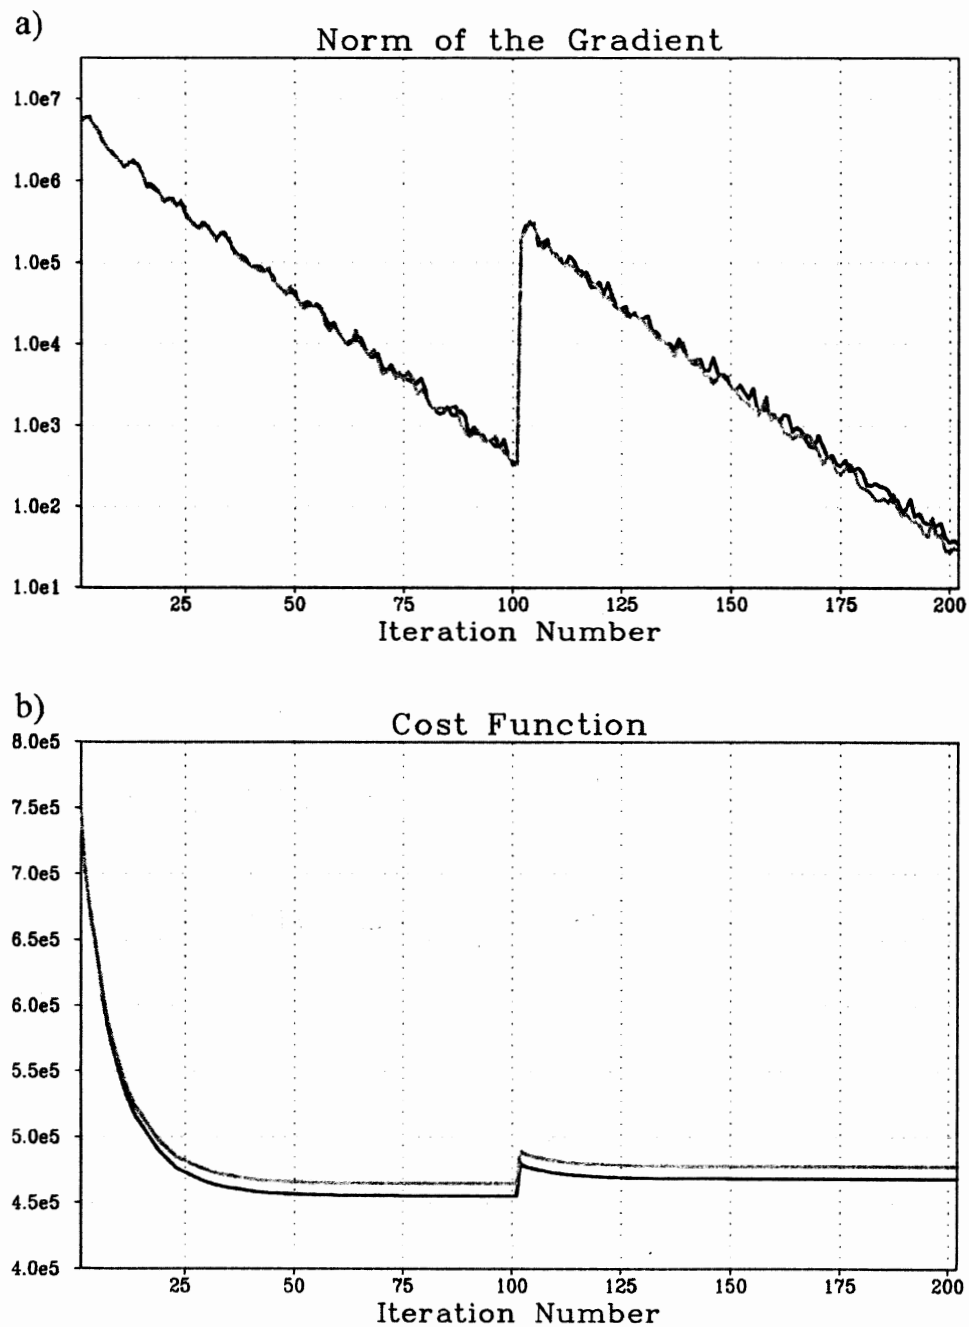 a)
Norm of the Gradient
1.0e7
1.0e6
1.0e5
1.0e4
1.0e3
1.0e2
1.0e1
25 50 75 100 125 150 175 200
Iteration Number
b)
Cost Function
8.0e5
7.5e5
7.0e5
6.5e5
6.0e5
5.5e5
5.0e5
4.5e5
4.0e5
25 50 75 100 125 150 175 200
Iteration Number